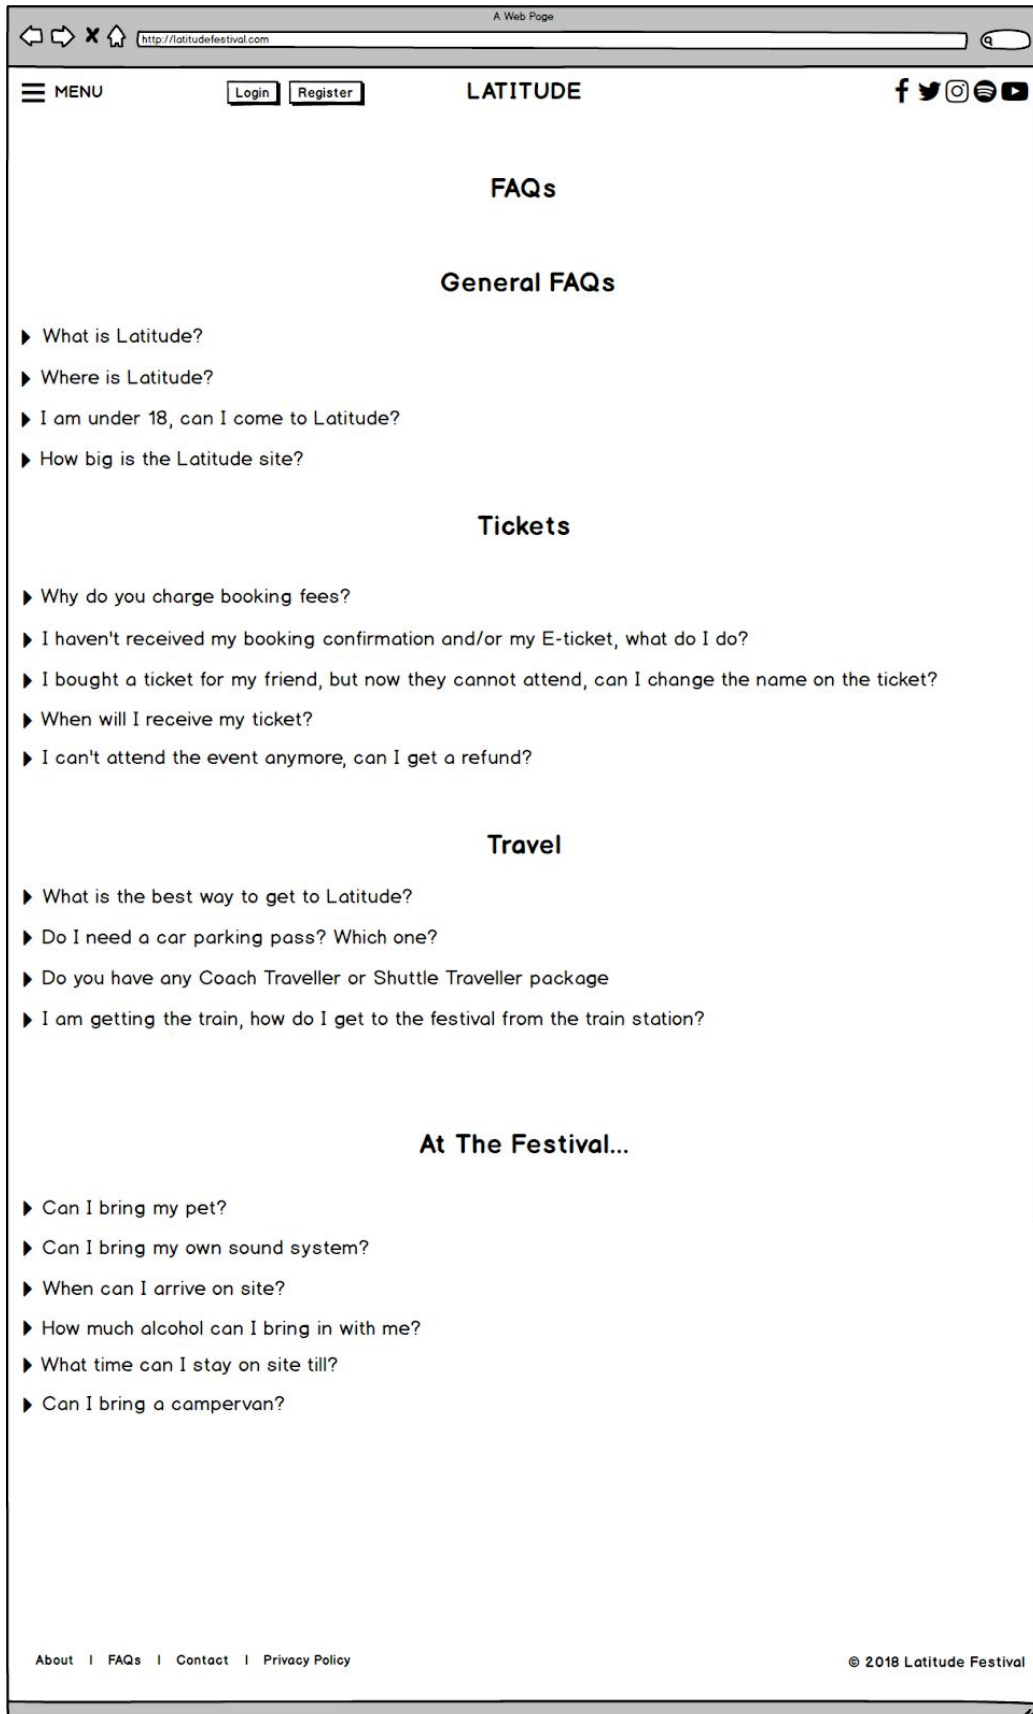 A Web Page
http://latitudefestival.com
MENU Login Register LATITUDE
FAQs
General FAQs
What is Latitude?
Where is Latitude?
I am under 18, can I come to Latitude?
How big is the Latitude site?
Tickets
Why do you charge booking fees?
I haven't received my booking confirmation and/or my E-ticket, what do I do?
I bought a ticket for my friend, but now they cannot attend, can I change the name on the ticket?
When will I receive my ticket?
I can't attend the event anymore, can I get a refund?
Travel
What is the best way to get to Latitude?
Do I need a car parking pass? Which one?
Do you have any Coach Traveller or Shuttle Traveller package
I am getting the train, how do I get to the festival from the train station?
At The Festival...
Can I bring my pet?
Can I bring my own sound system?
When can I arrive on site?
How much alcohol can I bring in with me?
What time can I stay on site till?
Can I bring a campervan?
About | FAQs | Contact | Privacy Policy © 2018 Latitude Festival